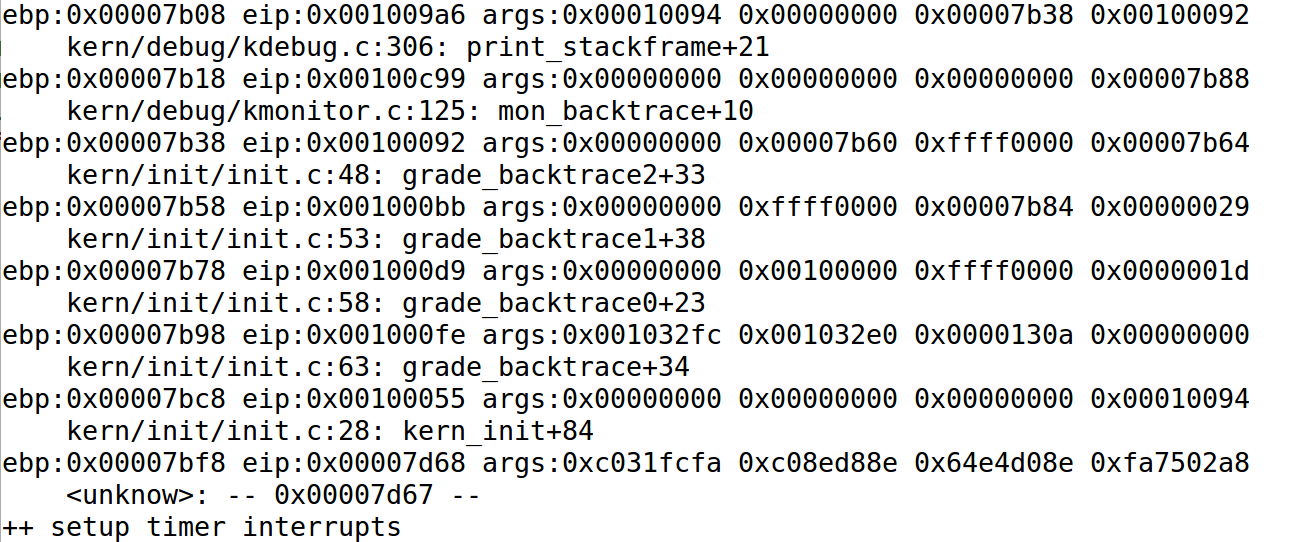 ebp:0x00007b08 eip:0x001009a6 args:0x00010094 0x00000000 0x00007b38 0x00100092
kern/debug/kdebug.c:306: print_stackframe+21
ebp:0x00007b18 eip:0x00100c99 args:0x00000000 0x00000000 0x00000000 0x00007b88
kern/debug/kmonitor.c:125: mon_backtrace+10
ebp:0x00007b38 eip:0x00100092 args:0x00000000 0x00007b60 0xffff0000 0x00007b64
kern/init/init.c:48: grade_backtrace2+33
ebp:0x00007b58 eip:0x001000bb args:0x00000000 0xffff0000 0x00007b84 0x00000029
kern/init/init.c:53: grade_backtrace1+38
ebp:0x00007b78 eip:0x001000d9 args:0x00000000 0x00100000 0xffff0000 0x0000001d
kern/init/init.c:58: grade_backtrace0+23
ebp:0x00007b98 eip:0x001000fe args:0x001032fc 0x001032e0 0x0000130a 0x00000000
kern/init/init.c:63: grade_backtrace+34
ebp:0x00007bc8 eip:0x00100055 args:0x00000000 0x00000000 0x00000000 0x00010094
kern/init/init.c:28: kern_init+84
ebp:0x00007bf8 eip:0x00007d68 args:0xc031fcfa 0xc08ed88e 0x64e4d08e 0xfa7502a8
<unknow>: -- 0x00007d67 --
++ setup timer interrupts